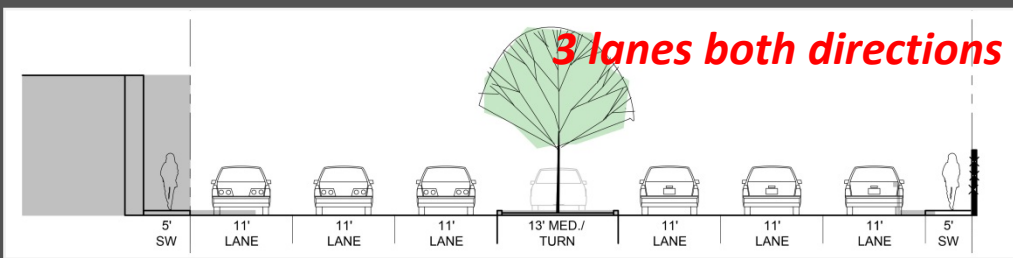 3 lanes both directions
5'
SW
11'
LANE
11'
LANE
11'
LANE
13' MED./
TURN
11'
LANE
11'
LANE
11'
LANE
5'
SW